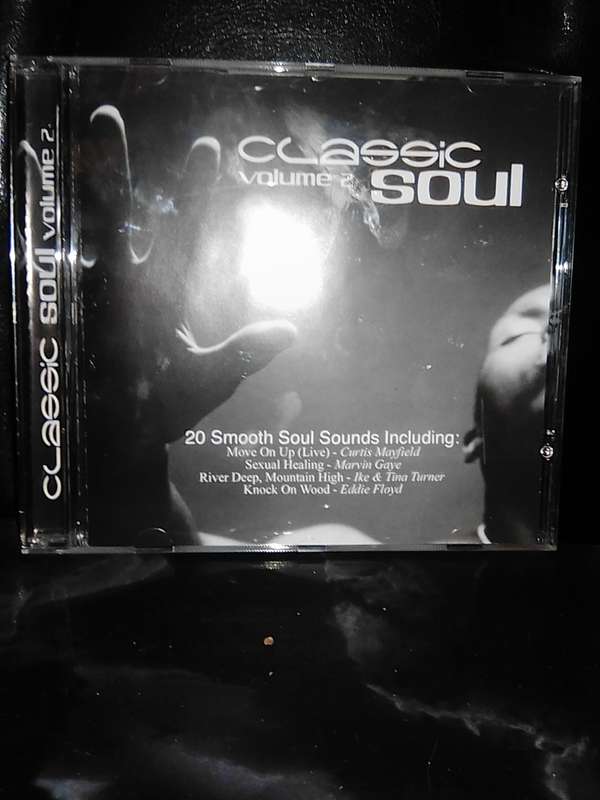 CLASSIC
volume 2
SOUL
20 Smooth Soul Sounds Including:
Move On Up (Live) - Curtis Mayfield
Sexual Healing - Marvin Gaye
River Deep, Mountain High - Ike & Tina Turner
Knock On Wood - Eddie Floyd
CLASSIC SOUL volume 2